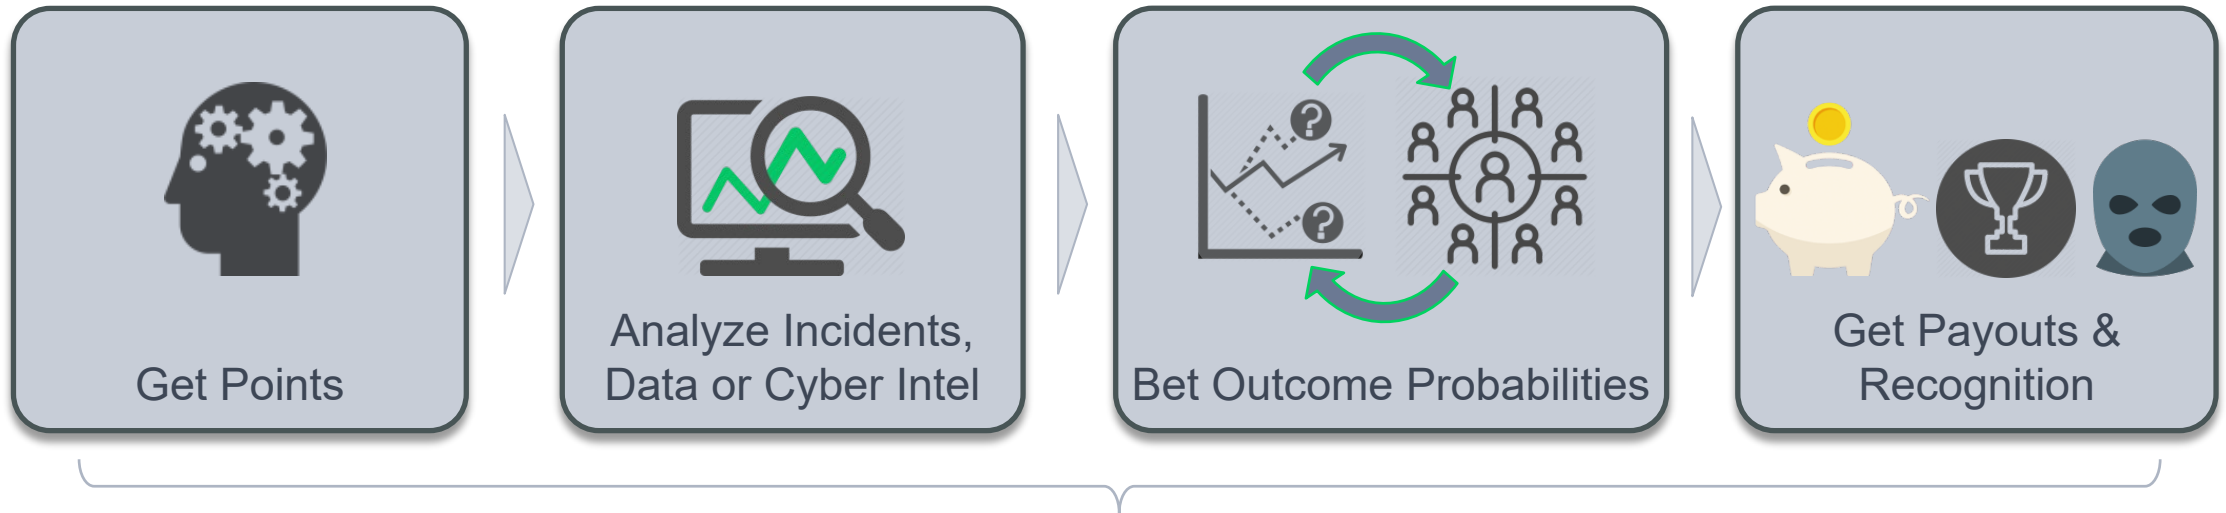 Get Points
Analyze Incidents,
Data or Cyber Intel
? 
?
Bet Outcome Probabilities
Get Payouts &
Recognition